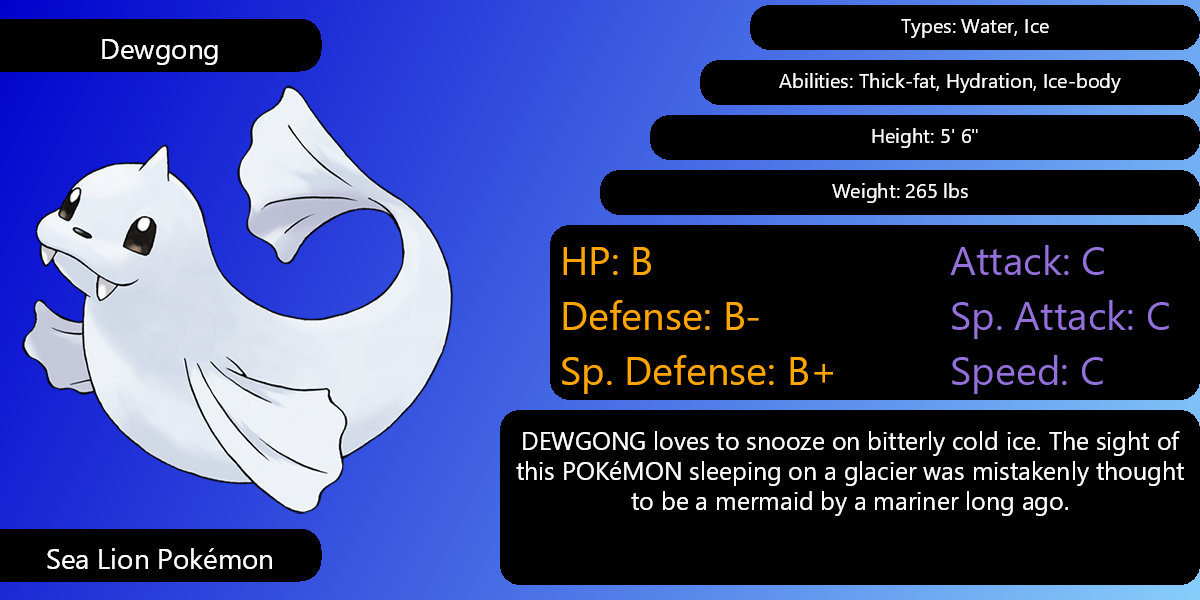 Dewgong
Types: Water, Ice
Abilities: Thick-fat, Hydration, Ice-body
Height: 5' 6"
Weight: 265 lbs
HP: B
Attack: C
Defense: B-
Sp. Attack: C
Sp. Defense: B+
Speed: C
DEWGONG loves to snooze on bitterly cold ice. The sight of
this POKéMON sleeping on a glacier was mistakenly thought
to be a mermaid by a mariner long ago.
Sea Lion Pokémon